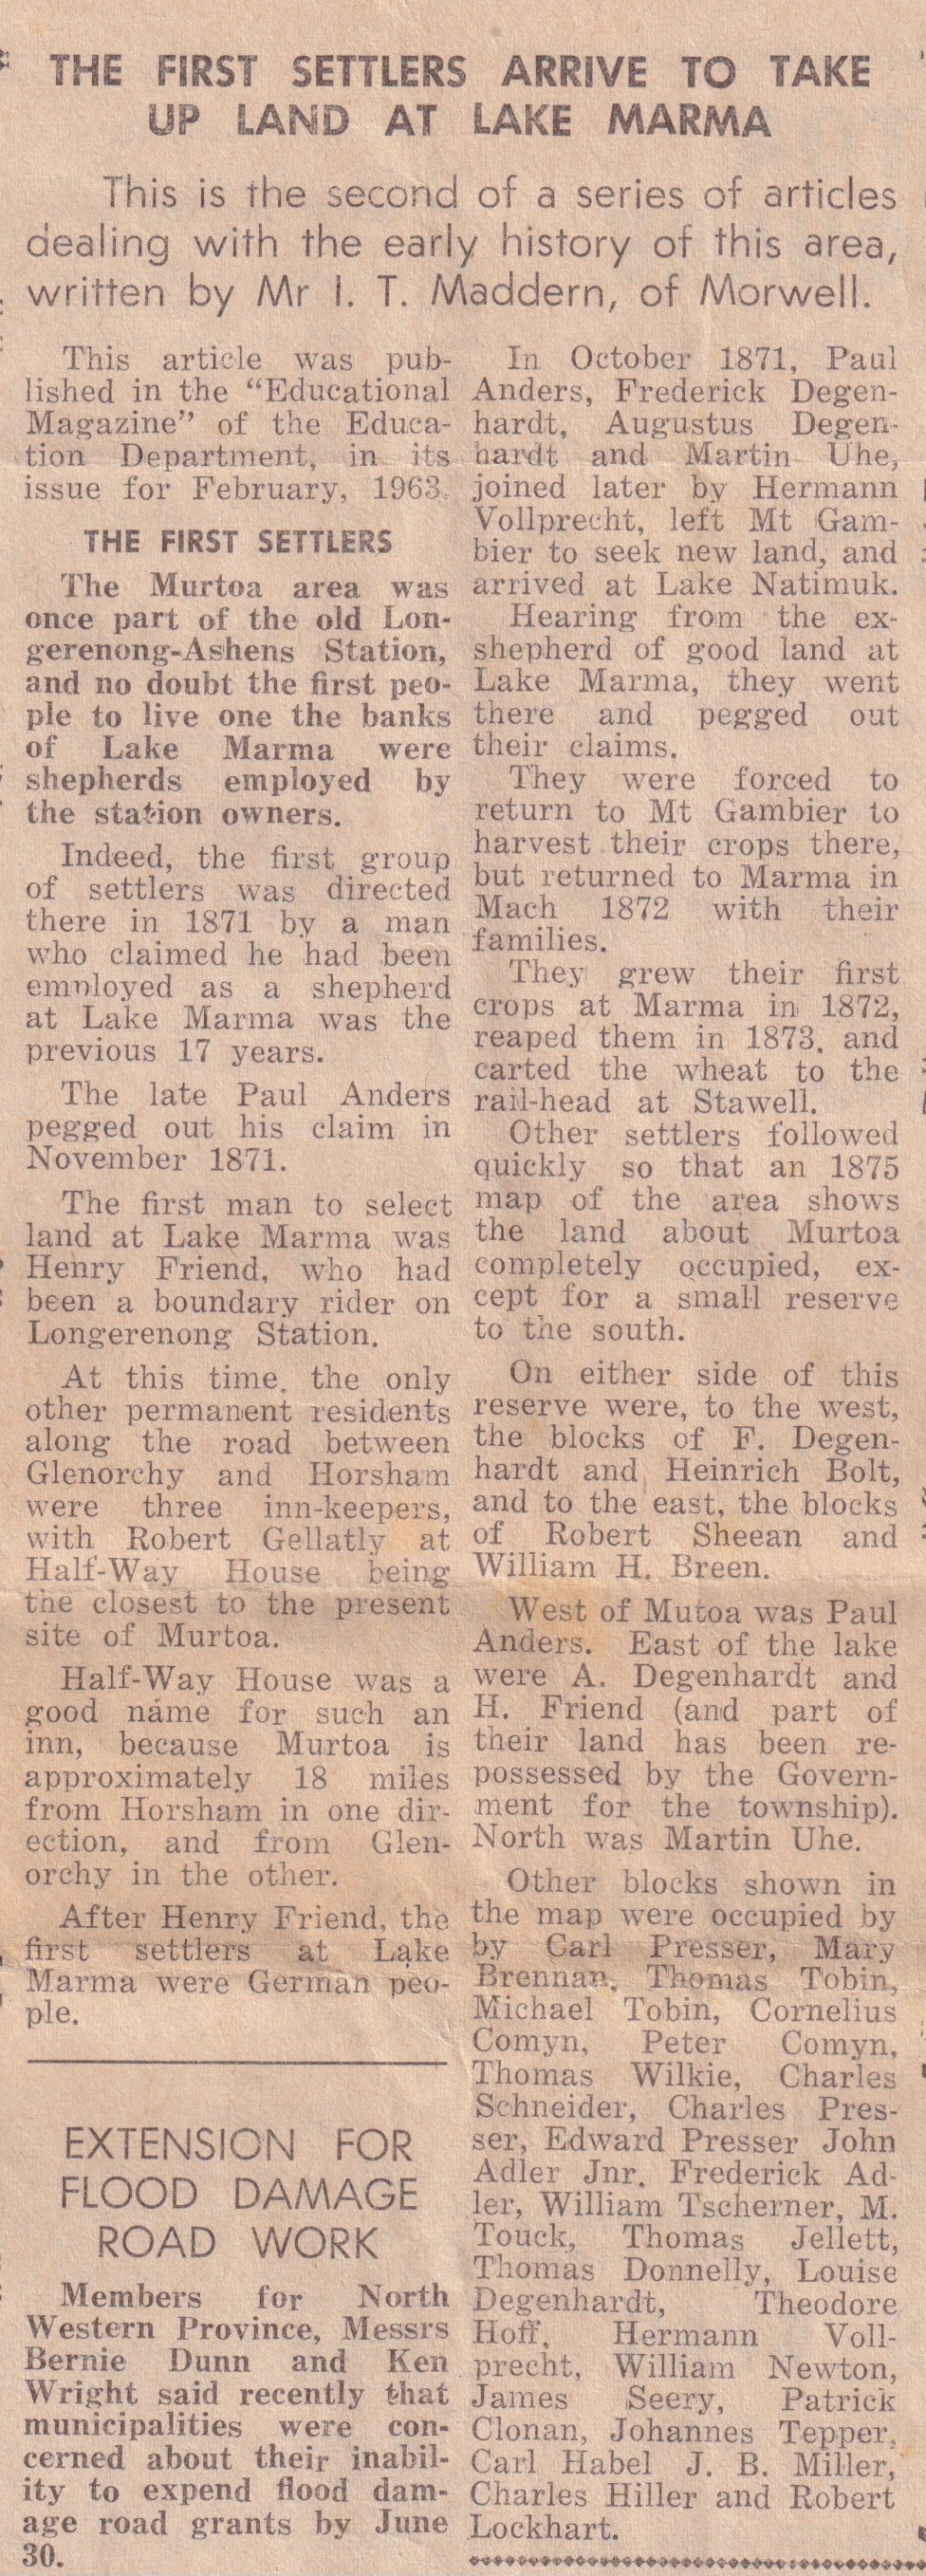 THE FIRST SETTLERS ARRIVE TO TAKE
UP LAND AT LAKE MARMA
This is the second of a series of articles
dealing with the early history of this area,
written by Mr I. T. Maddern, of Morwell.
This article was pub-
lished in the “Educational
Magazine” of the Educa-
tion Department, in its
issue for February, 1963.
THE FIRST SETTLERS
The Murtoa area was
once part of the old Lon-
gerenong-Ashens Station,
and no doubt the first peo-
ple to live one the banks
of Lake Marma were
shepherds employed by
the station owners.
Indeed, the first group
of settlers was directed
there in 1871 by a man
who claimed he had been
employed as a shepherd
at Lake Marma was the
previous 17 years.
The late Paul Anders
pegged out his claim in
November 1871.
The first man to select
land at Lake Marma was
Henry Friend, who had
been a boundary rider on
Longerenong Station.
At this time, the only
other permanent residents
along the road between
Glenorchy and Horsham
were three inn-keepers,
with Robert Gellatly at
Half-Way House being
the closest to the present
site of Murtoa.
Half-Way House was a
good name for such an
inn, because Murtoa is
approximately 18 miles
from Horsham in one dir-
ection, and from Glen-
orchy in the other.
After Henry Friend, the
first settlers at Lake
Marma were German peo-
ple.
EXTENSION FOR
FLOOD DAMAGE
ROAD WORK
Members for North
Western Province, Messrs
Bernie Dunn and Ken
Wright said recently that
municipalities were con-
cerned about their inabil-
ity to expend flood dam-
age road grants by June
30.
In October 1871, Paul
Anders, Frederick Degen-
hardt, Augustus Degen-
hardt and Martin Uhe,
joined later by Hermann
Vollprecht, left Mt Gam-
bier to seek new land, and
arrived at Lake Natimuk.
Hearing from the ex-
shepherd of good land at
Lake Marma, they went
there and pegged out
their claims.
They were forced to
return to Mt Gambier to
harvest their crops there,
but returned to Marma in
Mach 1872 with their
families.
They grew their first
crops at Marma in 1872,
reaped them in 1873, and
carted the wheat to the
rail-head at Stawell.
Other settlers followed
quickly so that an 1875
map of the area shows
the land about Murtoa
completely occupied, ex-
cept for a small reserve
to the south.
On either side of this
reserve were, to the west,
the blocks of F. Degen-
hardt and Heinrich Bolt,
and to the east, the blocks
of Robert Sheean and
William H. Breen.
West of Mutoa was Paul
Anders. East of the lake
were A. Degenhardt and
H. Friend (and part of
their land has been re-
possessed by the Govern-
ment for the township).
North was Martin Uhe.
Other blocks shown in
the map were occupied by
by Carl Presser, Mary
Brennan, Thomas Tobin,
Michael Tobin, Cornelius
Comyn, Peter Comyn,
Thomas Wilkie, Charles
Schneider, Charles Pres-
ser, Edward Presser John
Adler Jnr. Frederick Ad-
ler, William Tscherner, M.
Touck, Thomas Jellett,
Thomas Donnelly, Louise
Degenhardt, Theodore
Hoff, Hermann Voll-
precht, William Newton,
James Seery, Patrick
Clonan, Johannes Tepper,
Carl Habel J. B. Miller,
Charles Hiller and Robert
Lockhart.